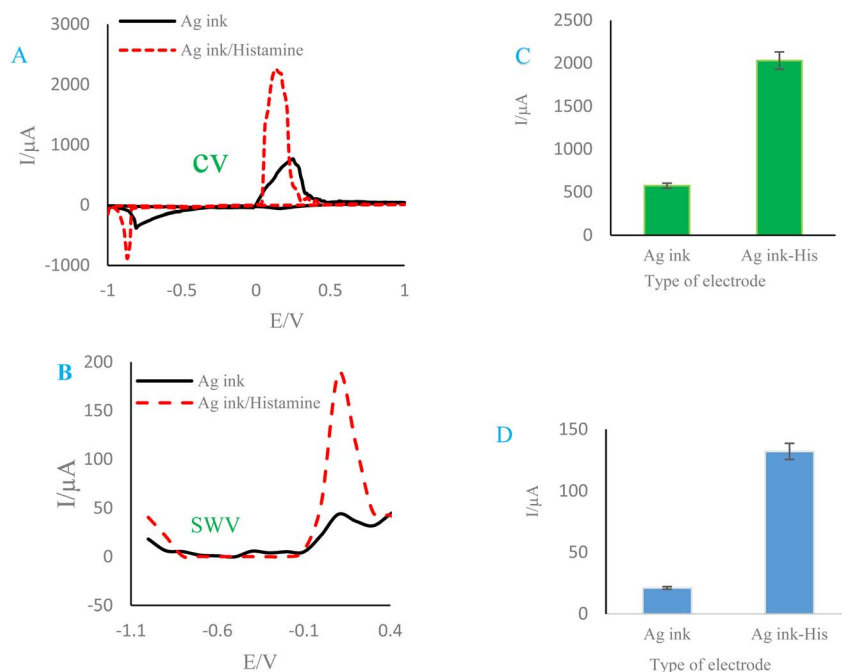 A
Ag ink
Ag ink/Histamine
3000
2000
1000
0
-1000
I/µA
CV
-1
-0.5
0
0.5
1
E/V
C
2500
2000
1500
1000
500
0
I/µA
Ag ink
Ag ink-His
Type of electrode
B
Ag ink
Ag ink/Histamine
200
150
100
50
0
-50
I/µA
SWV
-1.1
-0.6
-0.1
0.4
E/V
D
150
100
50
0
I/µA
Ag ink
Ag ink-His
Type of electrode